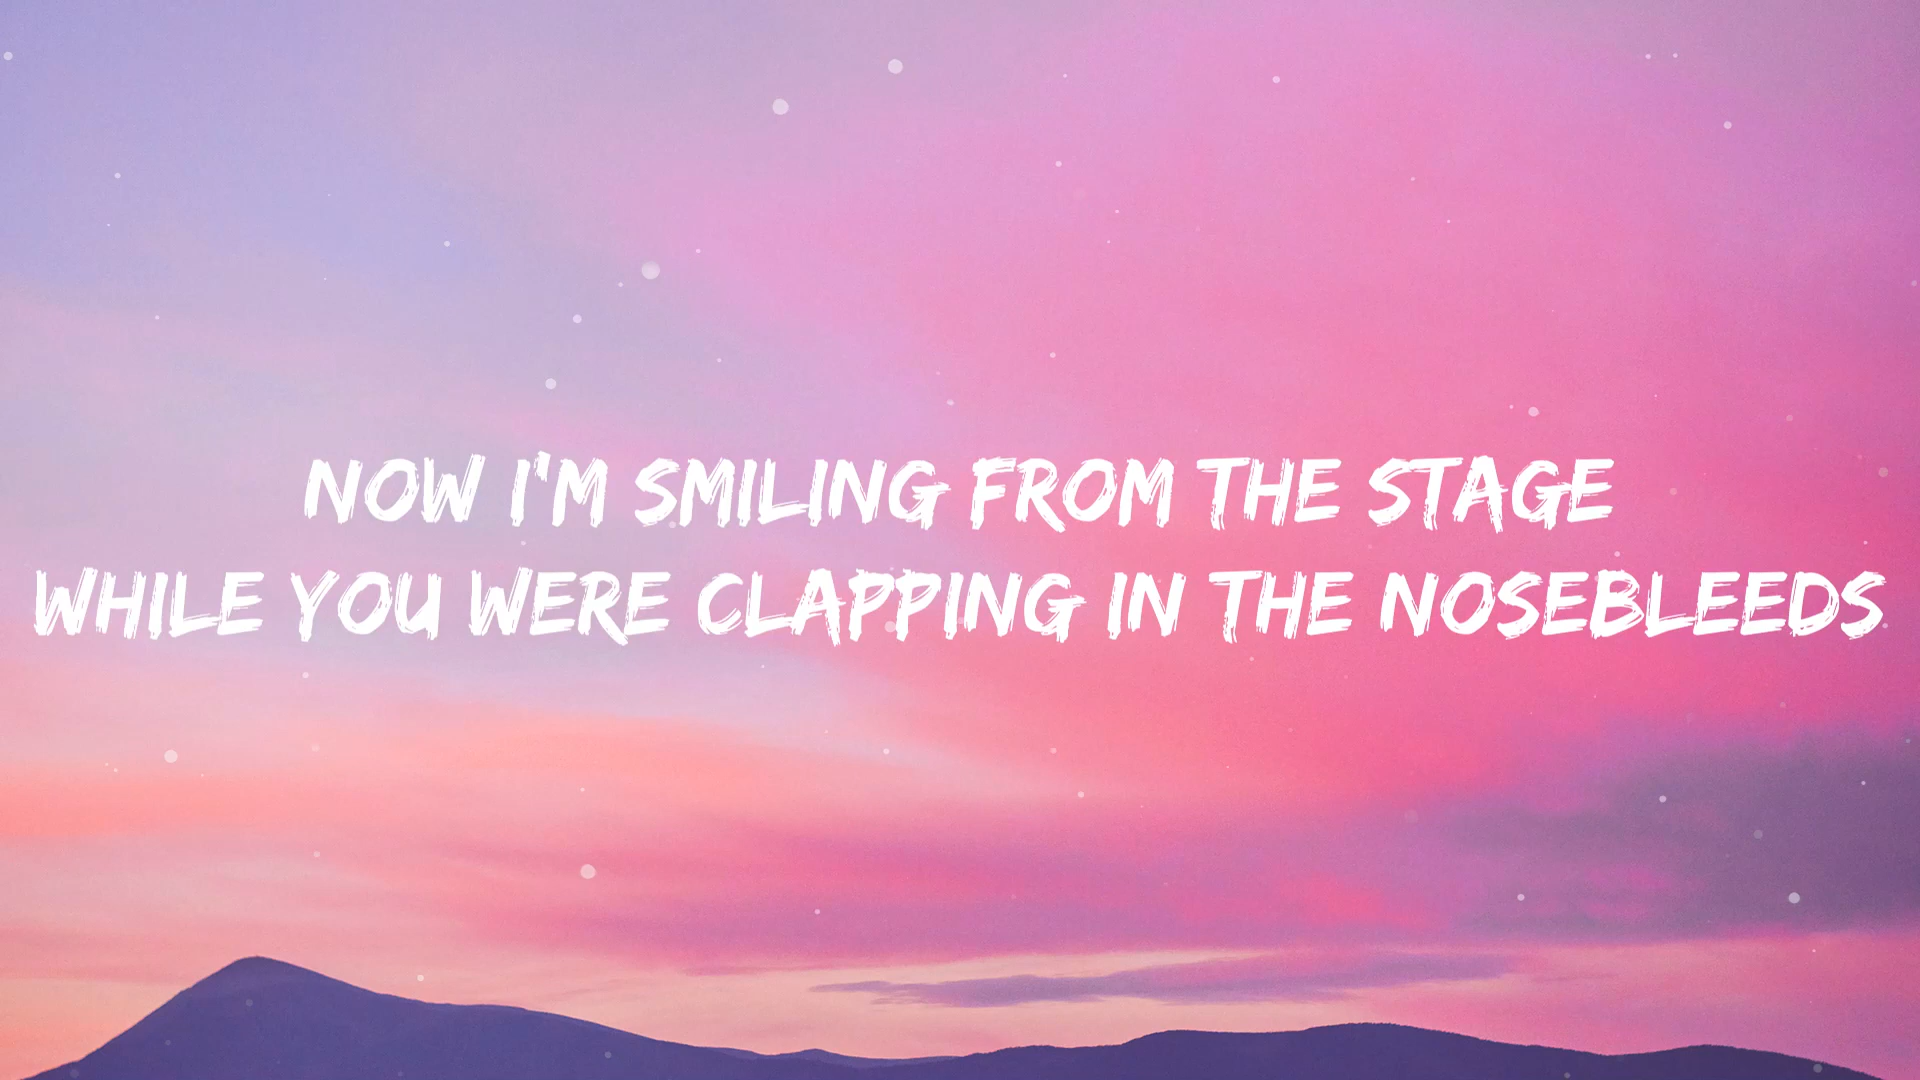 NOW I'M SMILING FROM THE STAGE
WHILE YOU WERE CLAPPING IN THE NOSEBLEEDS